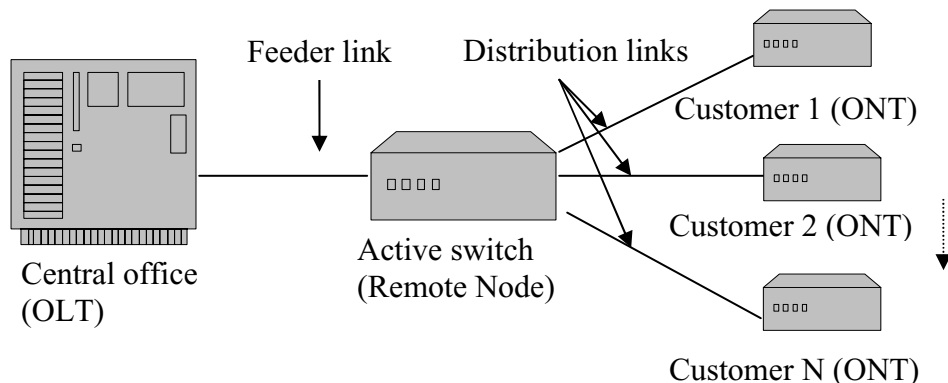 Feeder link
Distribution links
Customer 1 (ONT)
Customer 2 (ONT)
Central office
(OLT)
Active switch
(Remote Node)
Customer N (ONT)